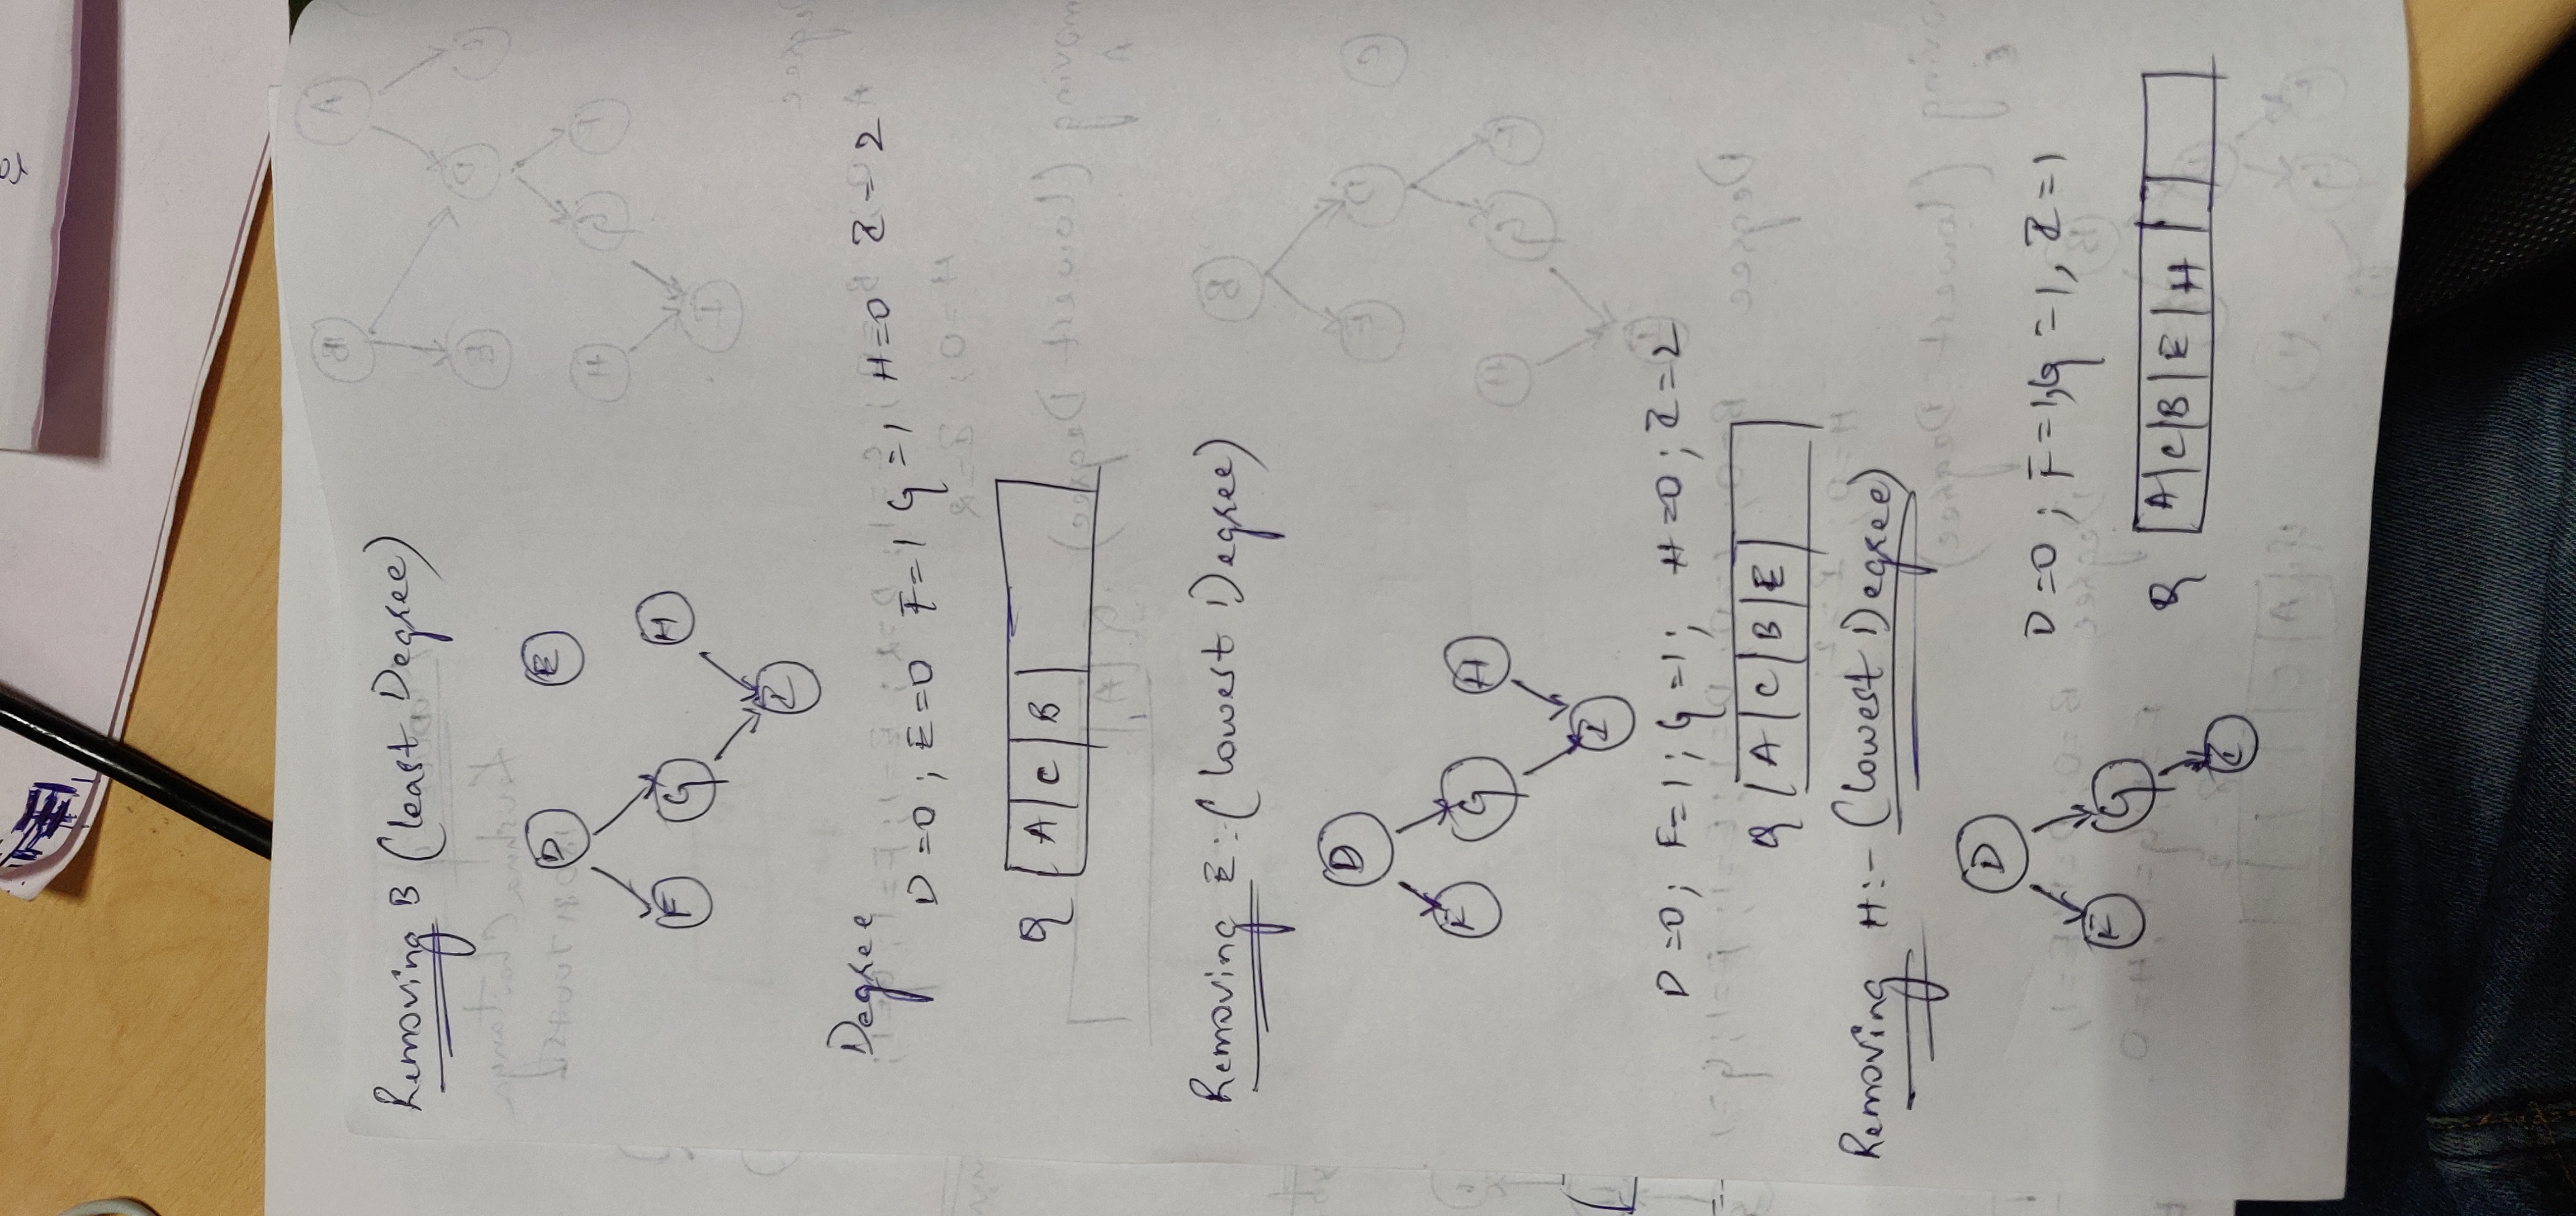 Removing B (least Degree)
D E
F G H
I
Degree
D=0; E=0 F=1 G=1 H=0 I=2
Q A C B
Removing E:- (lowest Degree)
D
F G H
I
D=0; F=1; G=1; H=0; I=2
Q A C B E
Removing H:- (lowest Degree)
D
D=0; F=1, G=1, I=1
F G
Q A C B E H
I